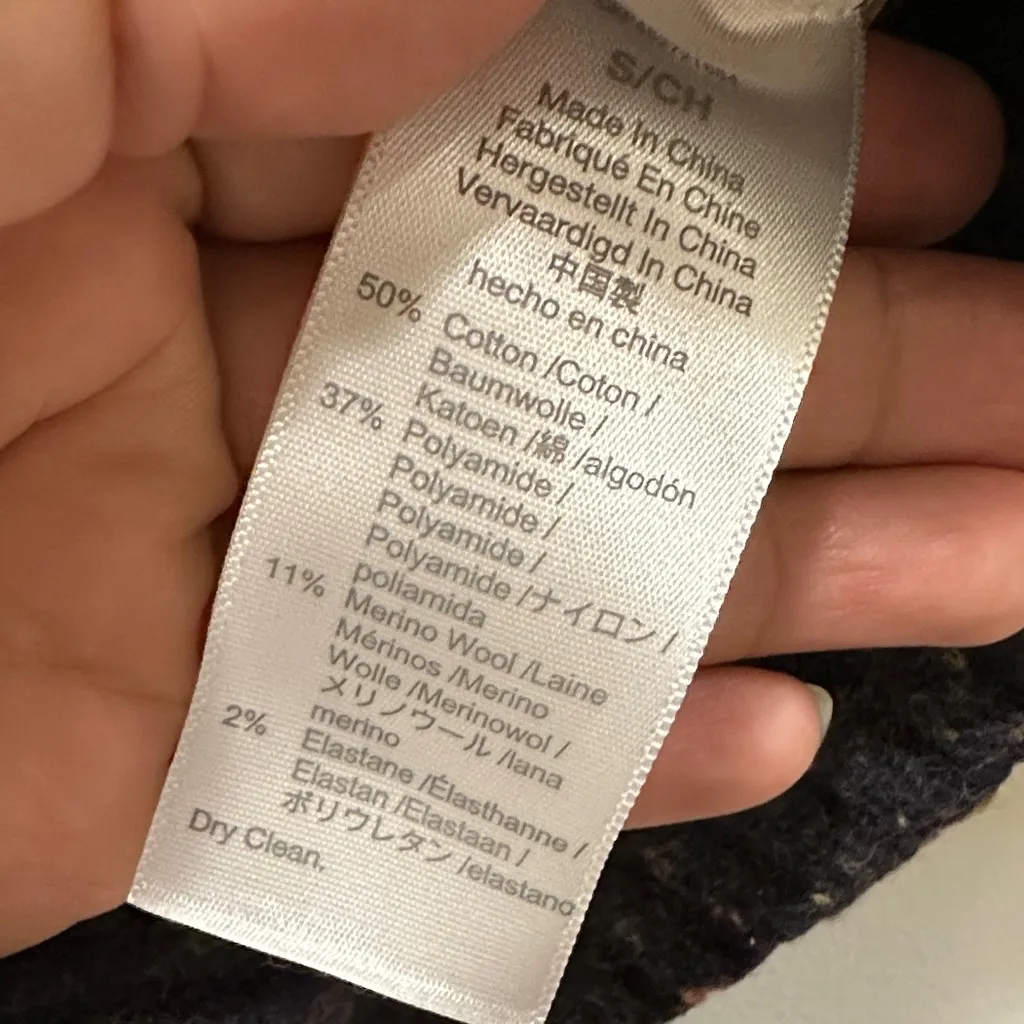 S/CH
Made In China
Fabriqué En Chine
Hergestellt In China
Vervaardigd In China
中国製
hecho en china
50% Cotton /Coton /
Baumwolle /
Katoen /綿 /algodón
37% Polyamide /
Polyamide /
Polyamide /
Polyamide /ナイロン /
poliamida
11% Merino Wool /Laine
Mérinos /Merino
Wolle /Merinowol /
メリノウール /lana
merino
2% Elastane /Élasthanne /
Elastan /Elastaan /
ポリウレタン /elastano
Dry Clean.